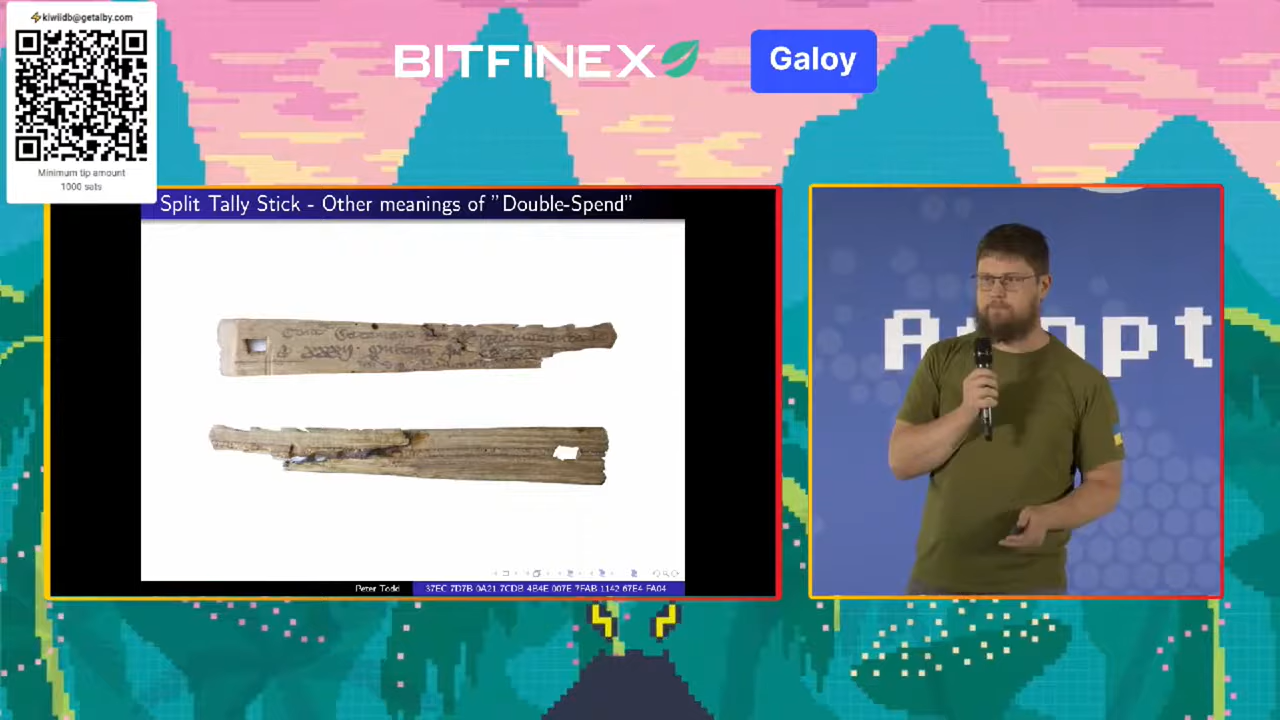 ⚡kiwiidb@getalby.com
Minimum tip amount
1000 sats
BITFINEX
Galoy
Split Tally Stick - Other meanings of "Double-Spend"
Peter Todd
37EC 7D7B 0A21 7CDB 4B4E 007E 7FAB 1142 67E4 FA04